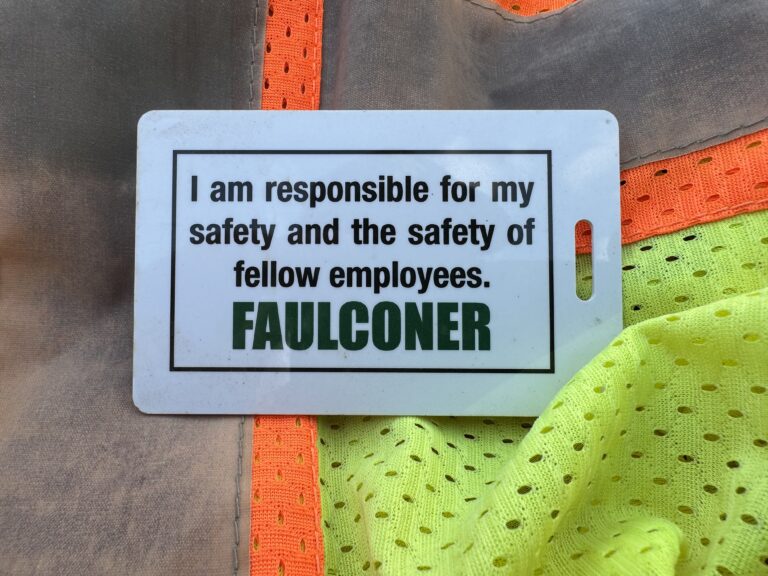 I am responsible for my
safety and the safety of
fellow employees.
FAULCONER